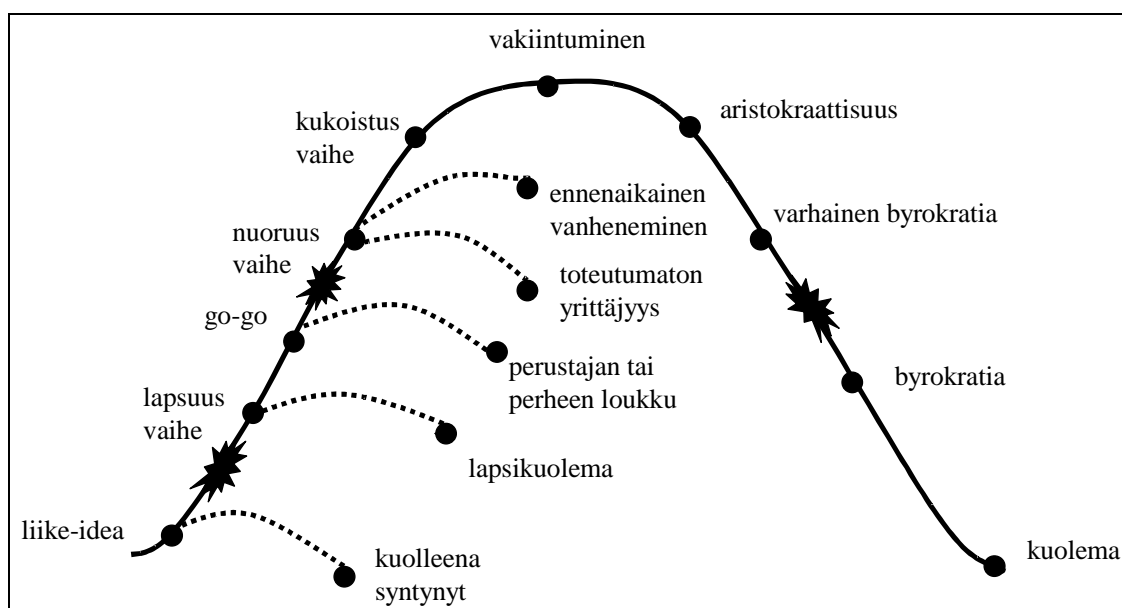 vakiintuminen
aristokraattisuus
kukoistus
vaihe
ennenaikainen
vanheneminen
varhainen byrokratia
nuoruus
vaihe
toteutumaton
yrittäjyys
go-go
perustajan tai
perheen loukku
byrokratia
lapsuus
vaihe
lapsikuolema
liike-idea
kuolleena
syntynyt
kuolema